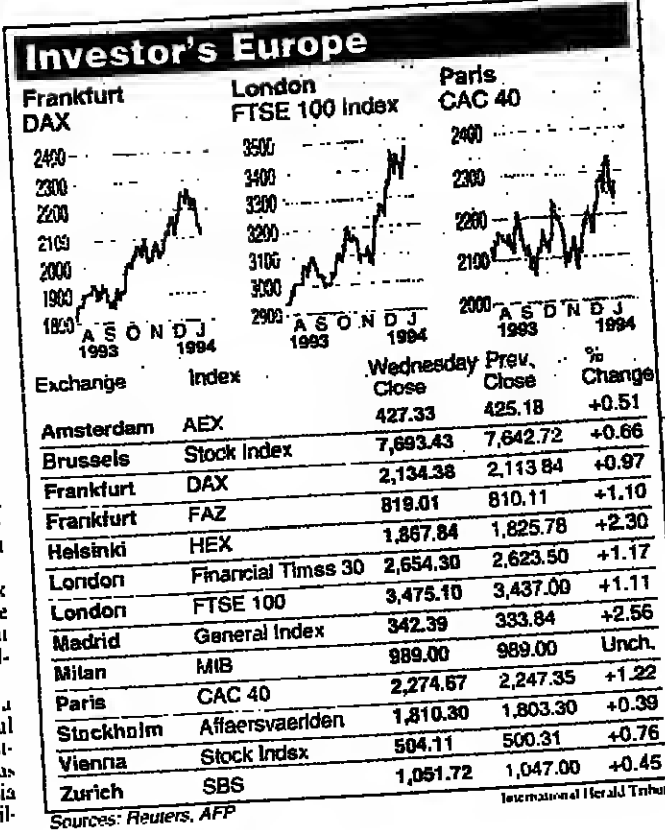 Investor's Europe
Frankfurt
DAX
2400
2300
2200
2100
2000
1900
1800
A S O N D J
1993 1994
London
FTSE 100 Index
3500
3400
3300
3200
3100
3000
2900
A S O N D J
1993 1994
Paris
CAC 40
2400
2300
2200
2100
2000
A S O N D J
1993 1994
Exchange Index Wednesday Close Prev. Close % Change
Amsterdam AEX 427.33 425.18 +0.51
Brussels Stock Index 7,693.43 7,642.72 +0.66
Frankfurt DAX 2,134.38 2,113 84 +0.97
Frankfurt FAZ 819.01 810.11 +1.10
Helsinki HEX 1,867.84 1,825.78 +2.30
London Financial Times 30 2,654.30 2,623.50 +1.17
London FTSE 100 3,475.10 3,437.00 +1.11
Madrid General Index 342.39 333.84 +2.56
Milan MIB 989.00 989.00 Unch.
Paris CAC 40 2,274.67 2,247.35 +1.22
Stockholm Affaersvaerlden 1,810.30 1,803.30 +0.39
Vienna Stock Index 504.11 500.31 +0.76
Zurich SBS 1,051.72 1,047.00 +0.45
Sources: Reuters, AFP
International Herald Tribu